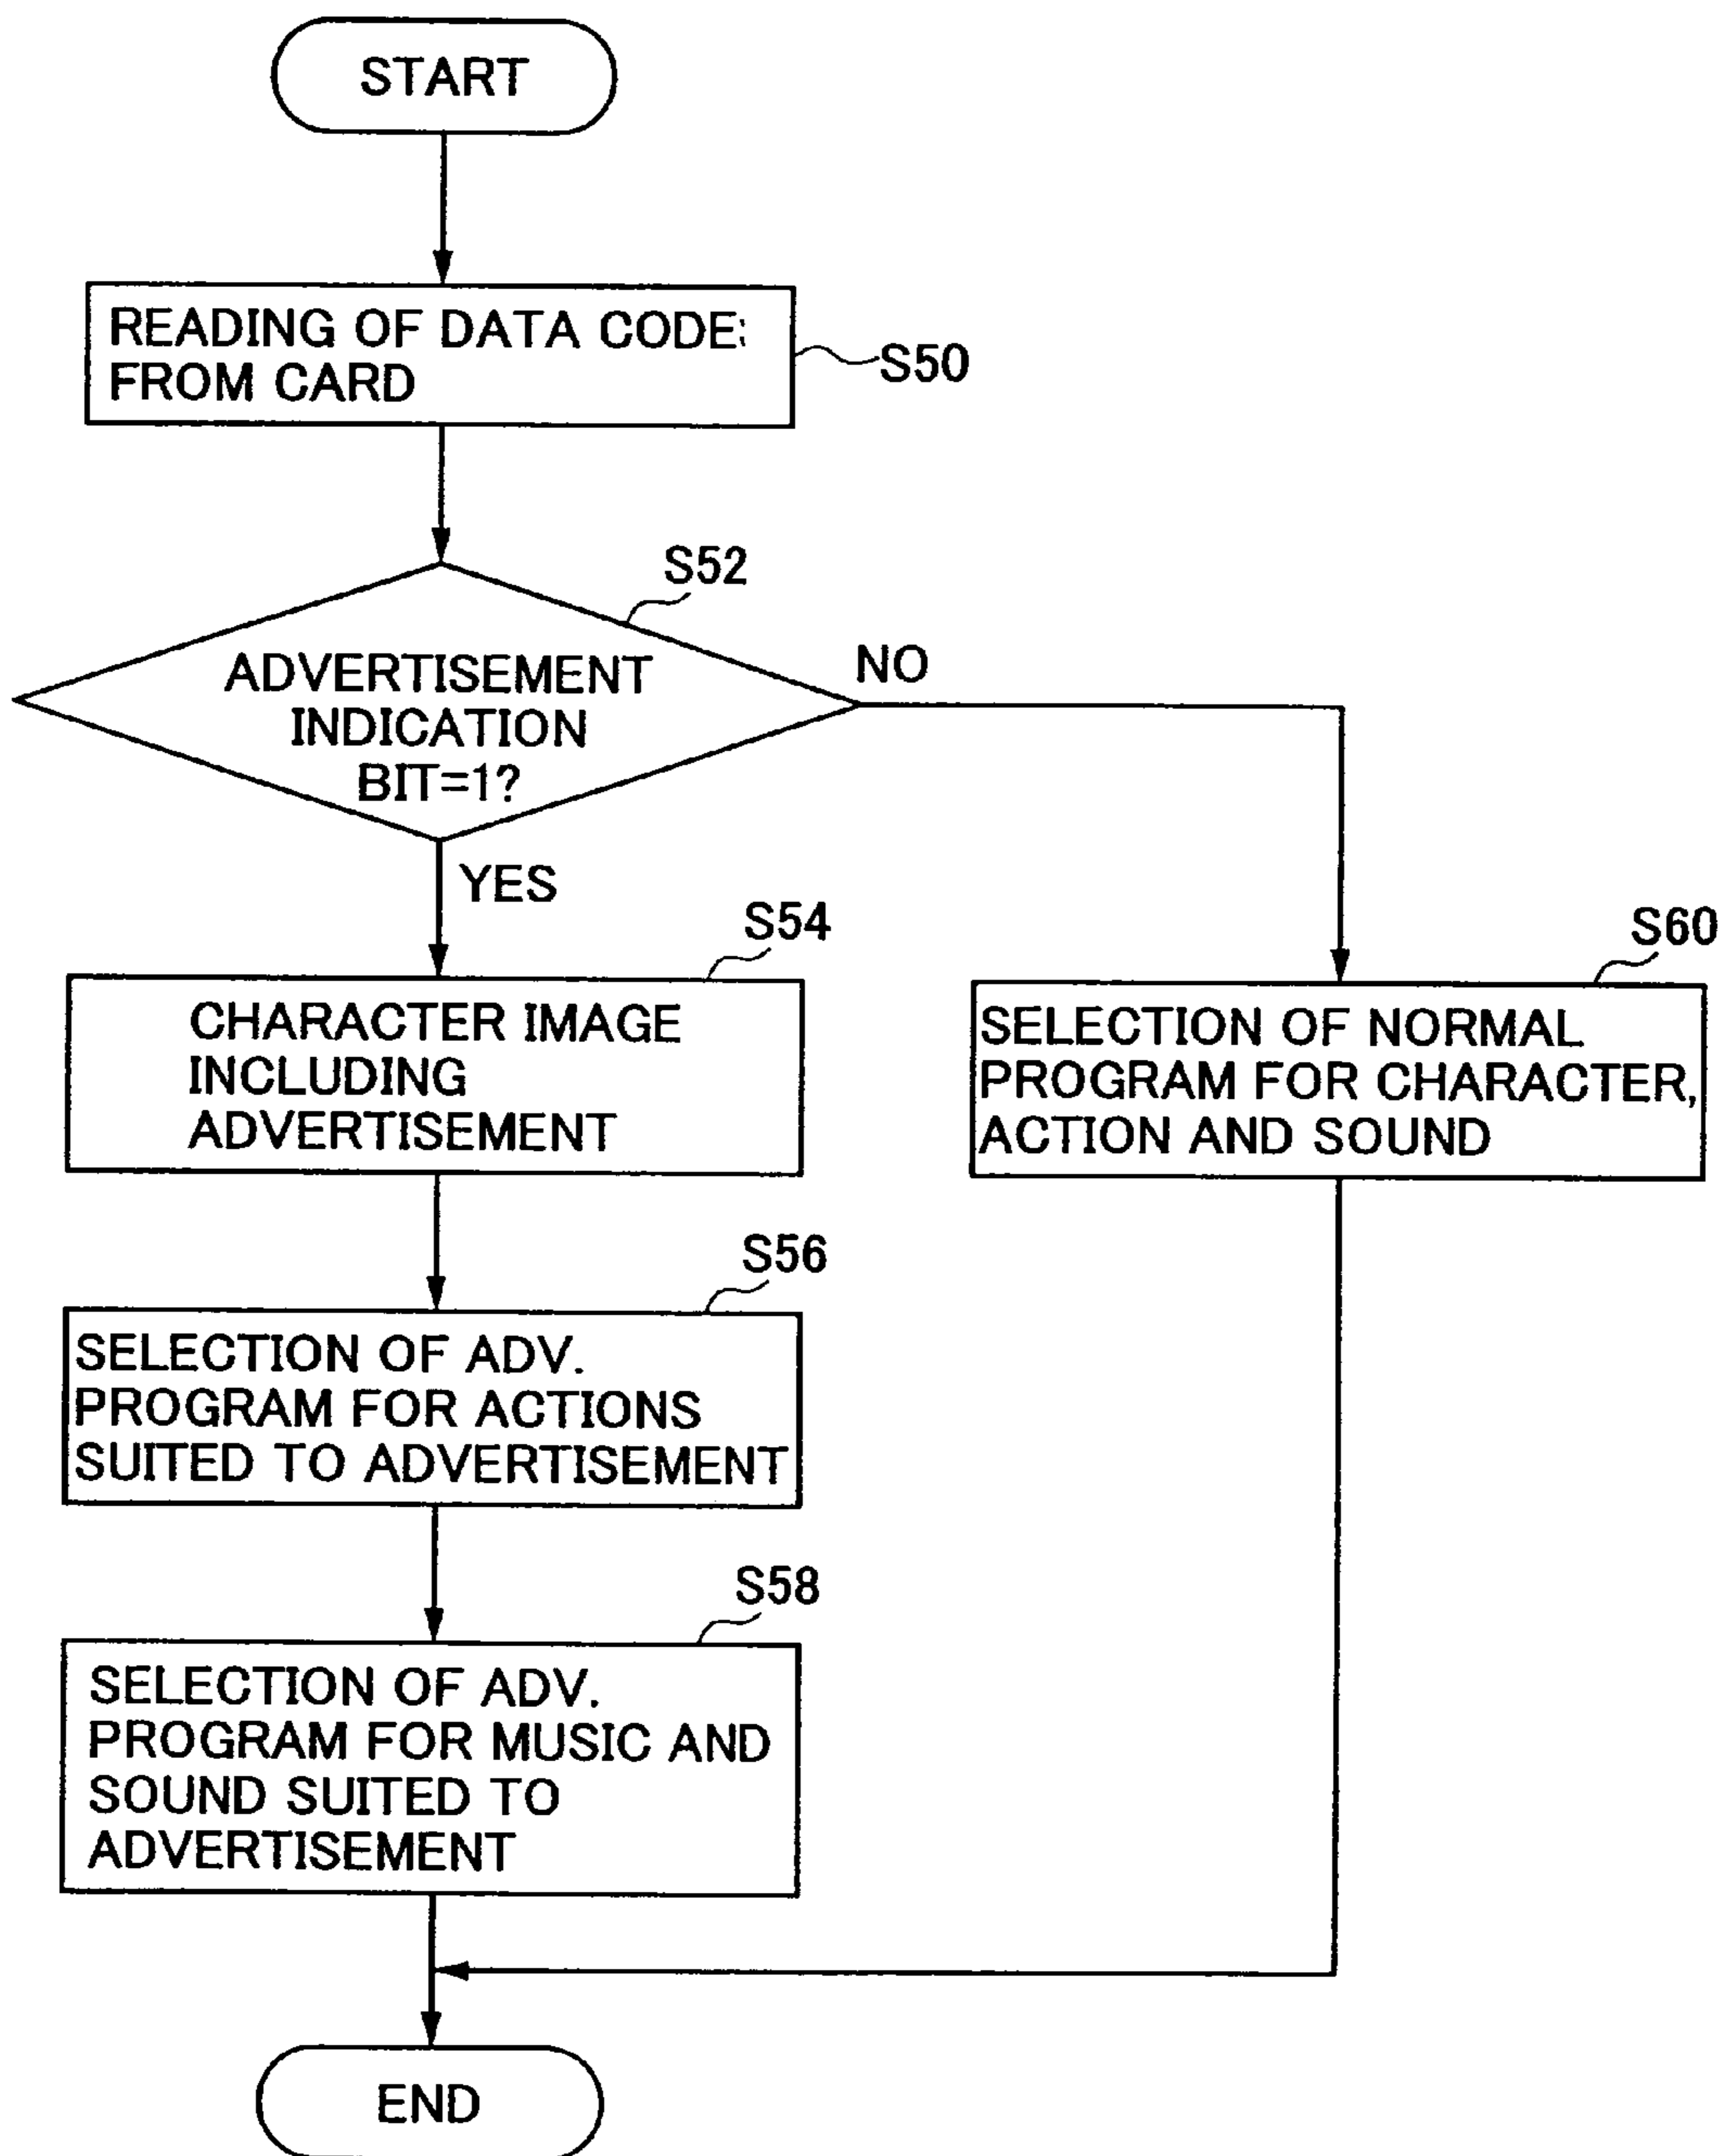 START
READING OF DATA CODE:
FROM CARD
S50
S52
ADVERTISEMENT
INDICATION
BIT=1?
NO
YES
S54
CHARACTER IMAGE
INCLUDING
ADVERTISEMENT
S60
SELECTION OF NORMAL
PROGRAM FOR CHARACTER,
ACTION AND SOUND
S56
SELECTION OF ADV.
PROGRAM FOR ACTIONS
SUITED TO ADVERTISEMENT
S58
SELECTION OF ADV.
PROGRAM FOR MUSIC AND
SOUND SUITED TO
ADVERTISEMENT
END